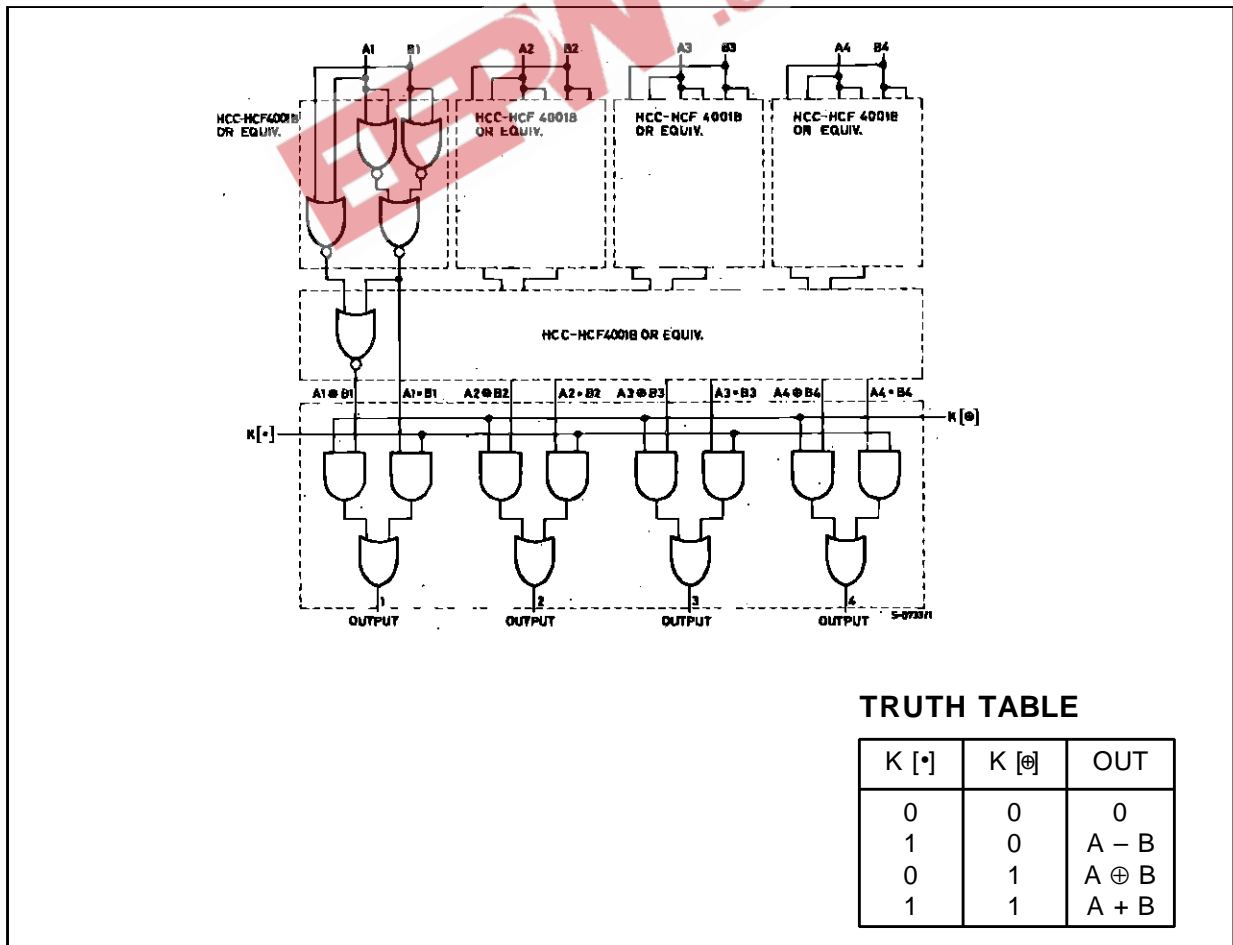 EEPW .c
A1 B1 A2 B2 A3 B3 A4 B4
HCC-HCF4001B
OR EQUIV.
HCC-HCF 4001B
OR EQUIV.
HCC-HCF 4001B
OR EQUIV.
HCC-HCF 4001B
OR EQUIV.
HCC-HCF4001B OR EQUIV.
A1⊕B1 A1•B1 A2⊕B2 A2•B2 A3⊕B3 A3•B3 A4⊕B4 A4•B4
K[⊕]
K[•]
1 2 3 4
OUTPUT OUTPUT OUTPUT OUTPUT
TRUTH TABLE
K [•] K [⊕] OUT
0 0 0
1 0 A – B
0 1 A ⊕ B
1 1 A + B